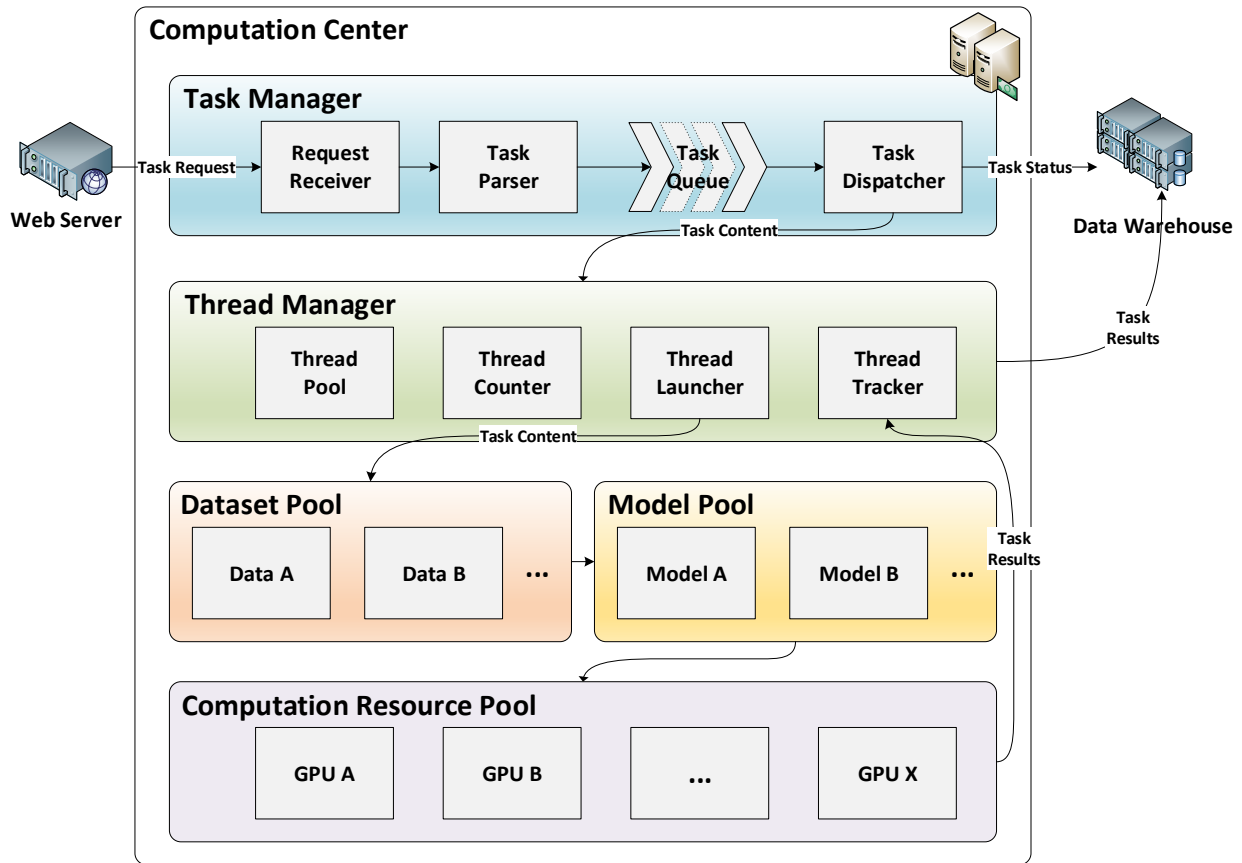 Computation Center
Task Manager
Web Server
Task Request
Request
Receiver
Task
Parser
Task
Queue
Task
Dispatcher
Task Status
Data Warehouse
Task Content
Thread Manager
Thread
Pool
Thread
Counter
Thread
Launcher
Thread
Tracker
Task
Results
Task Content
Dataset Pool
Data A
Data B
...
Model Pool
Model A
Model B
...
Task
Results
Computation Resource Pool
GPU A
GPU B
...
GPU X